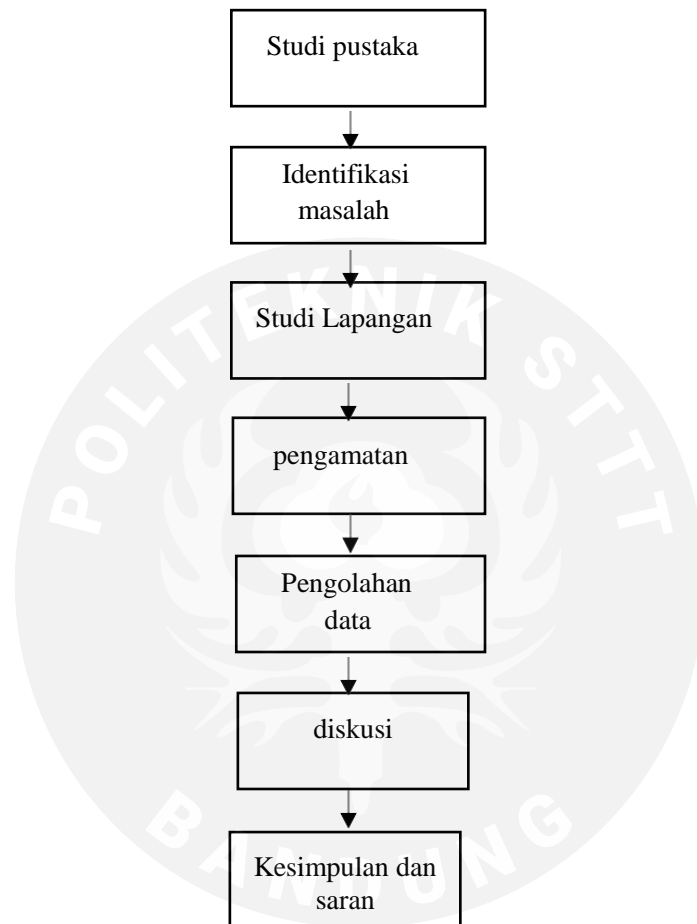 Studi pustaka
Identifikasi
masalah
Studi Lapangan
pengamatan
Pengolahan
data
diskusi
Kesimpulan dan
saran
POLITEKNIK STTT
BANDUNG